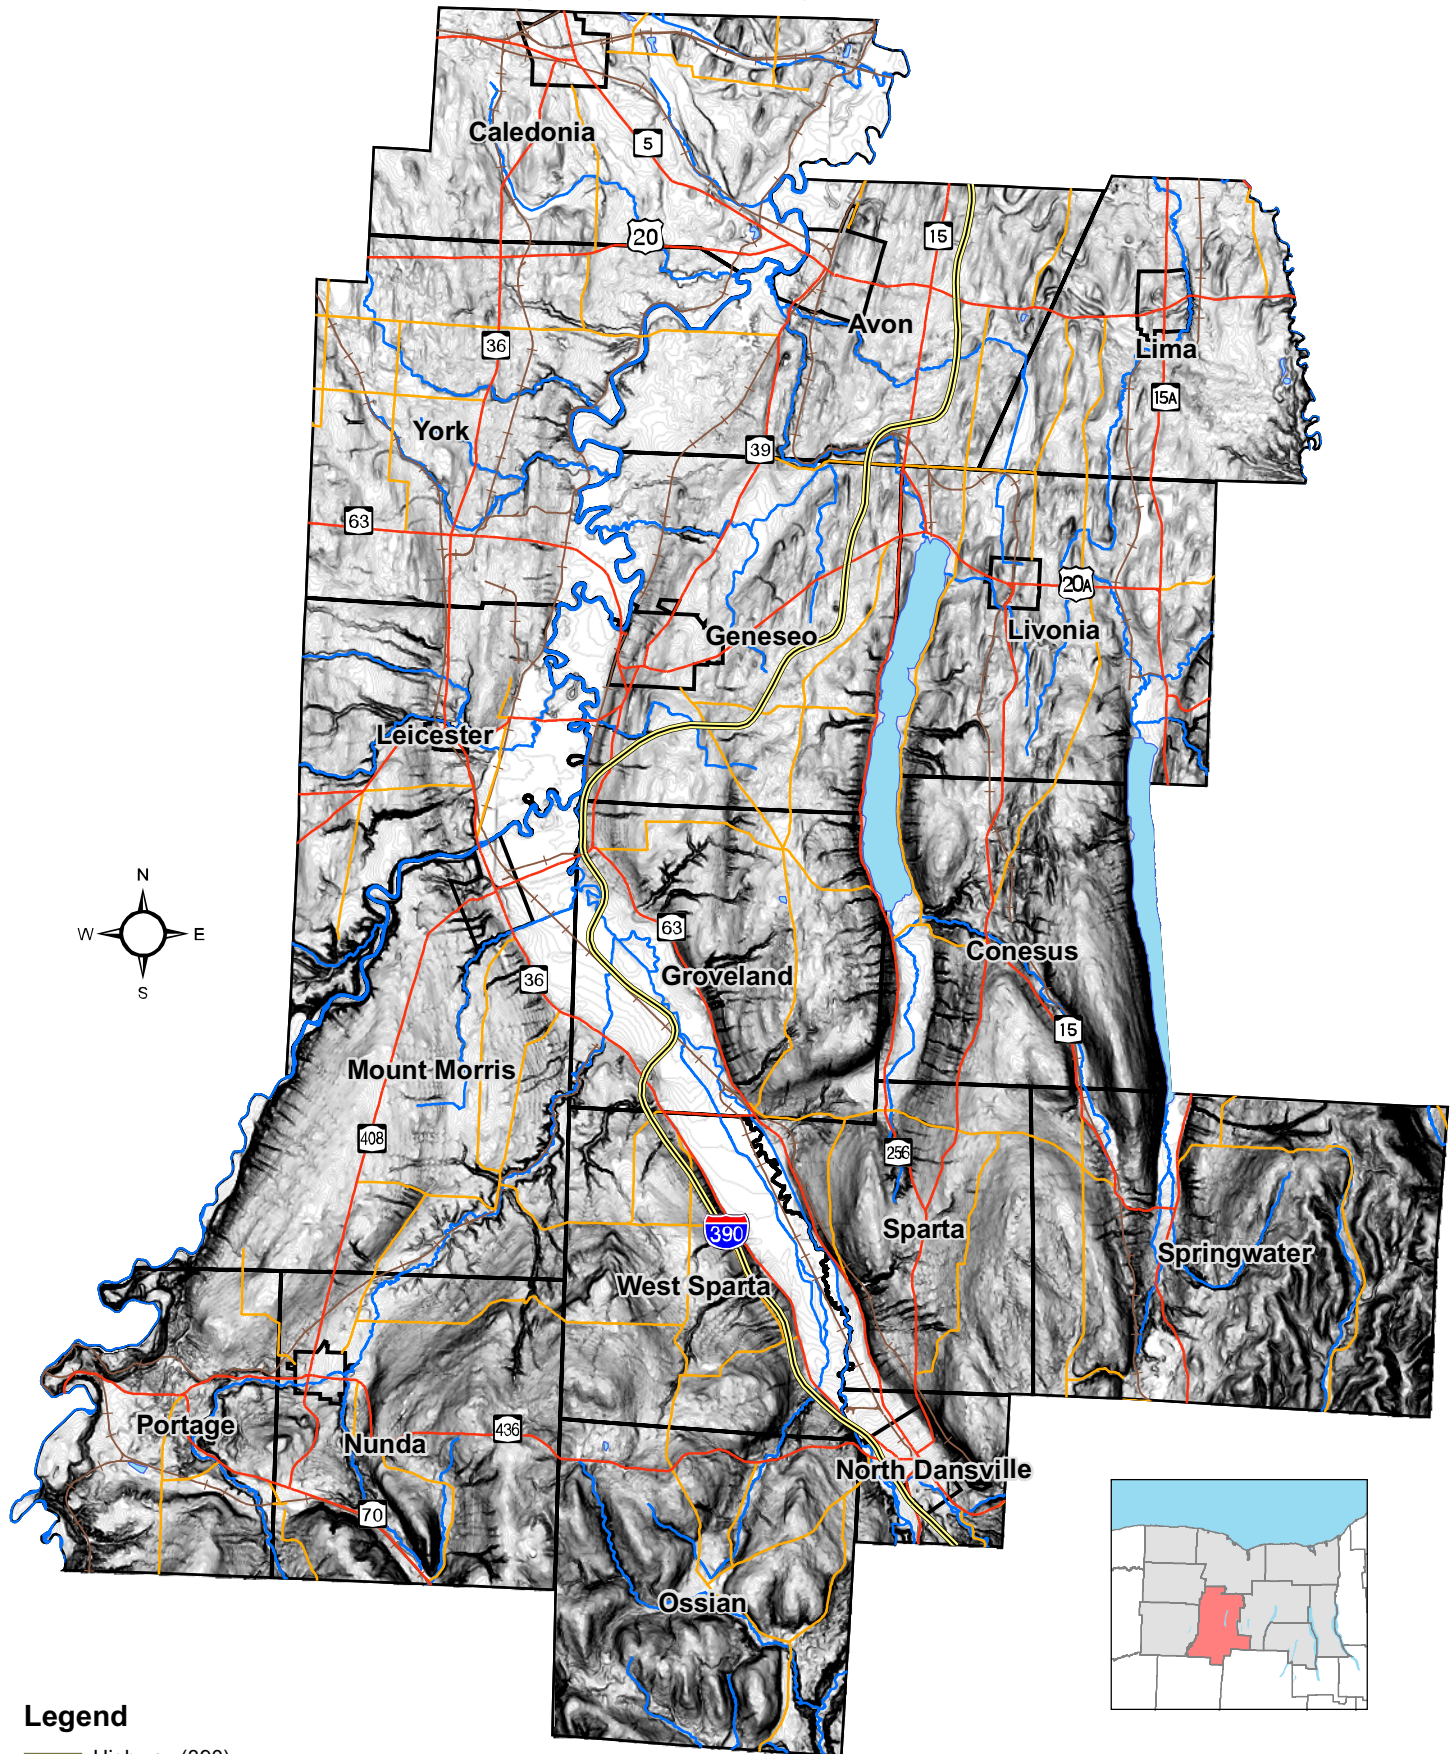 Caledonia
5
20
15
Avon
Lima
36
15A
York
39
63
20A
Geneseo
Livonia
Leicester
N
W E
S
63
Conesus
Groveland
36
15
Mount Morris
408
256
Sparta
390
Springwater
West Sparta
Portage
436
Nunda
North Dansville
70
Ossian
Legend